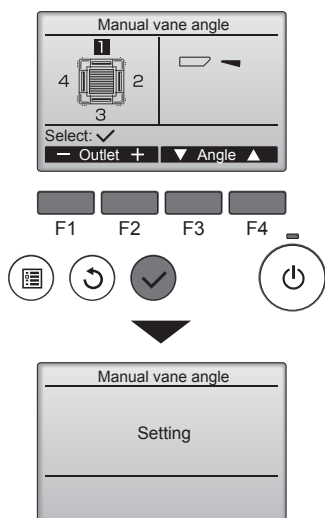 Manual vane angle
1
4 2
3
Select: ✓
− Outlet + ▼ Angle ▲
F1 F2 F3 F4
Manual vane angle
Setting